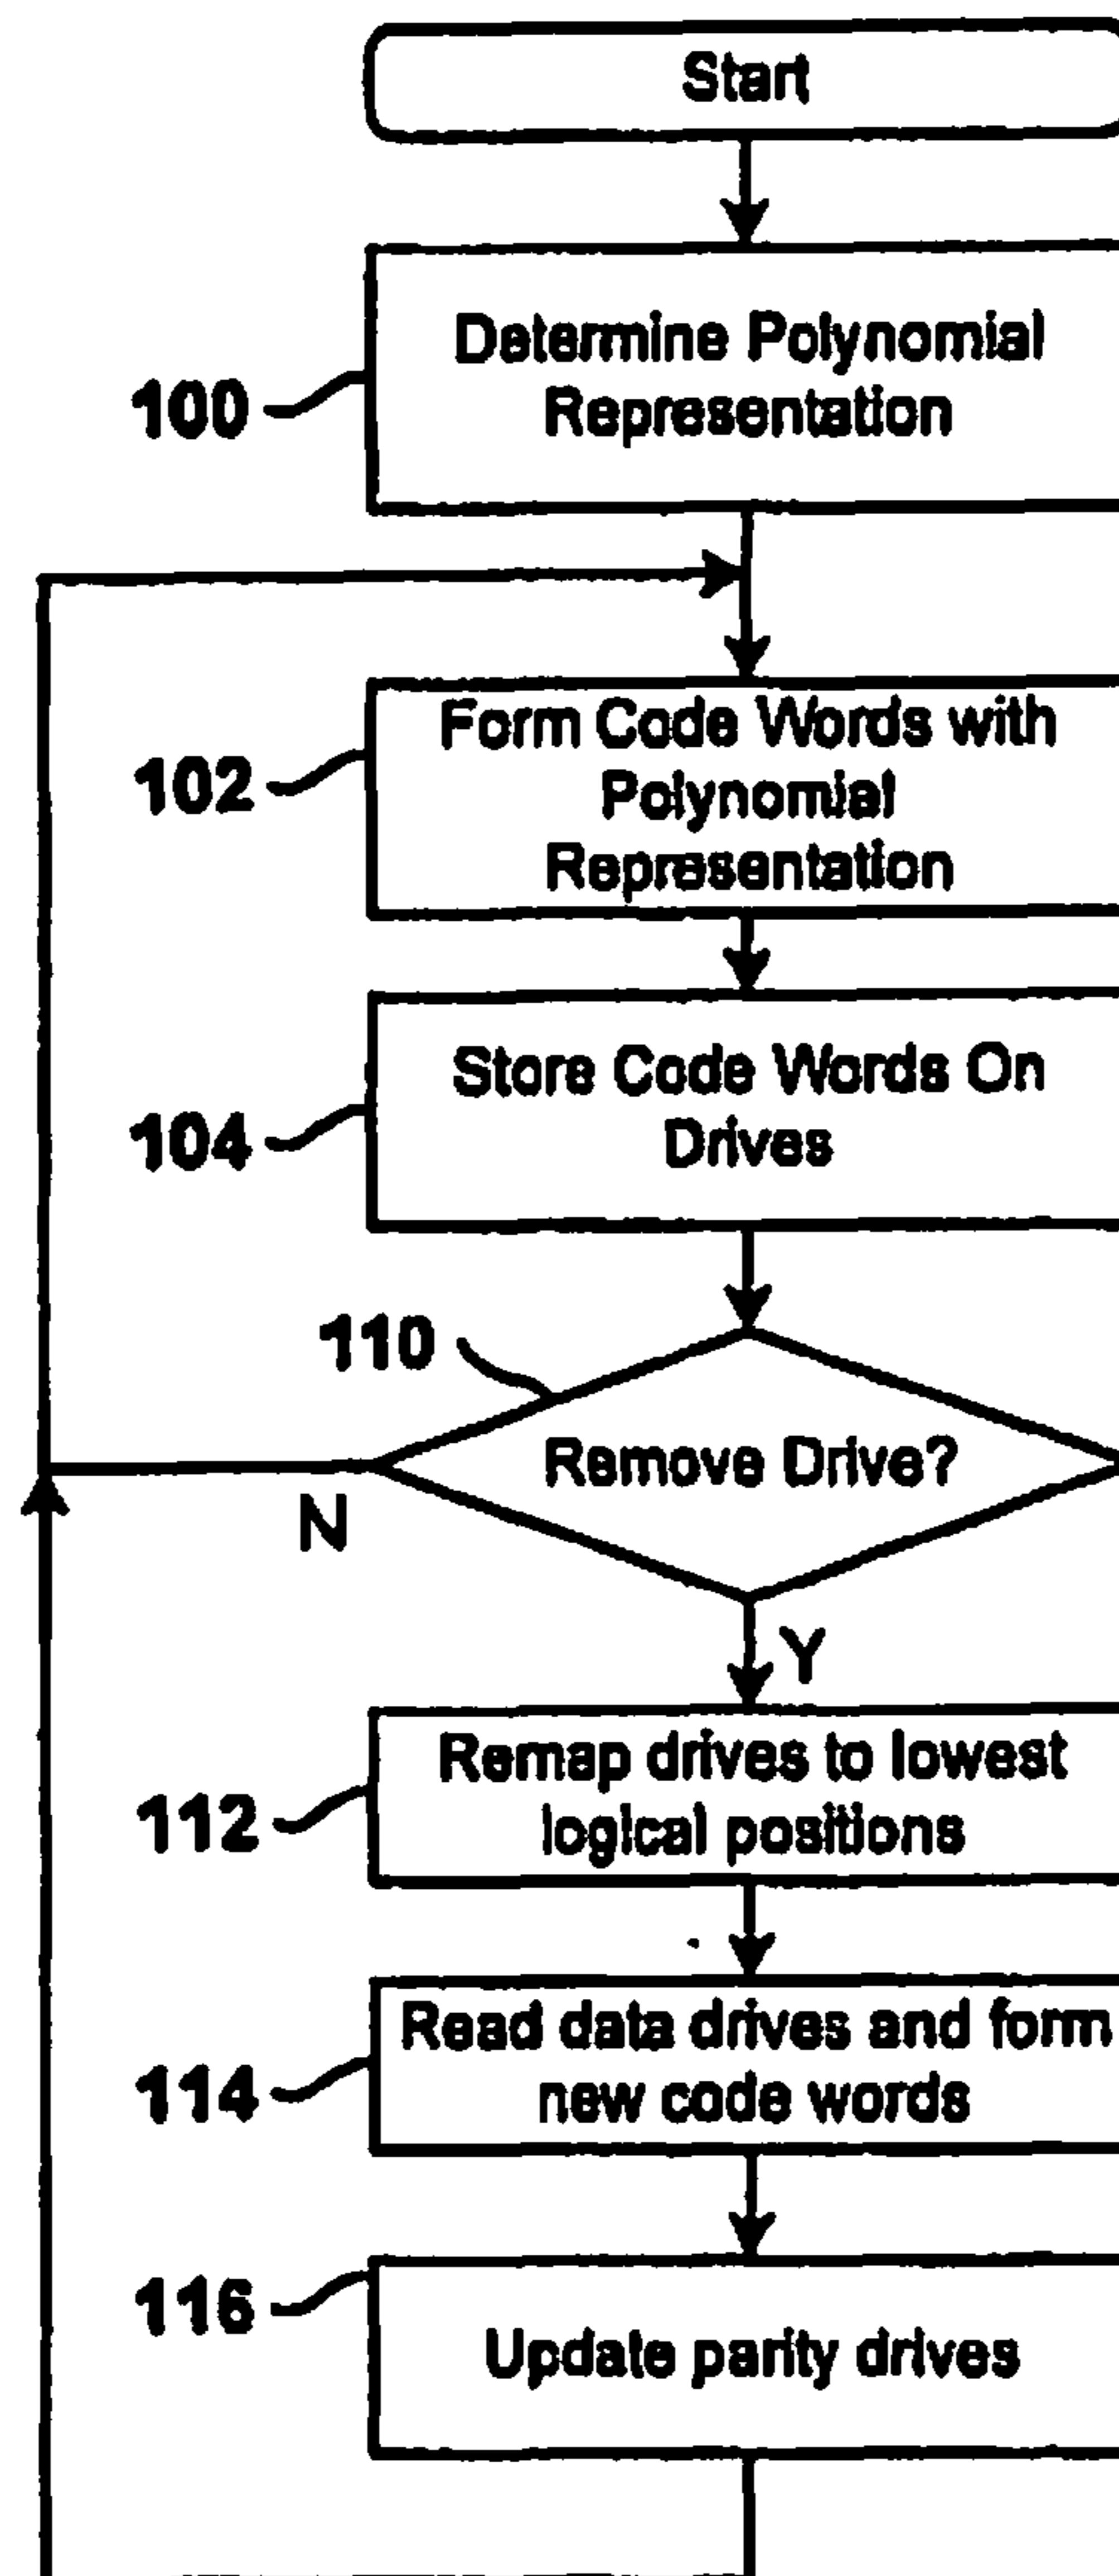 Start
Determine Polynomial
Representation
100
Form Code Words with
Polynomial
Representation
102
Store Code Words On
Drives
104
110
Remove Drive?
N
Y
Remap drives to lowest
logical positions
112
Read data drives and form
new code words
114
116
Update parity drives